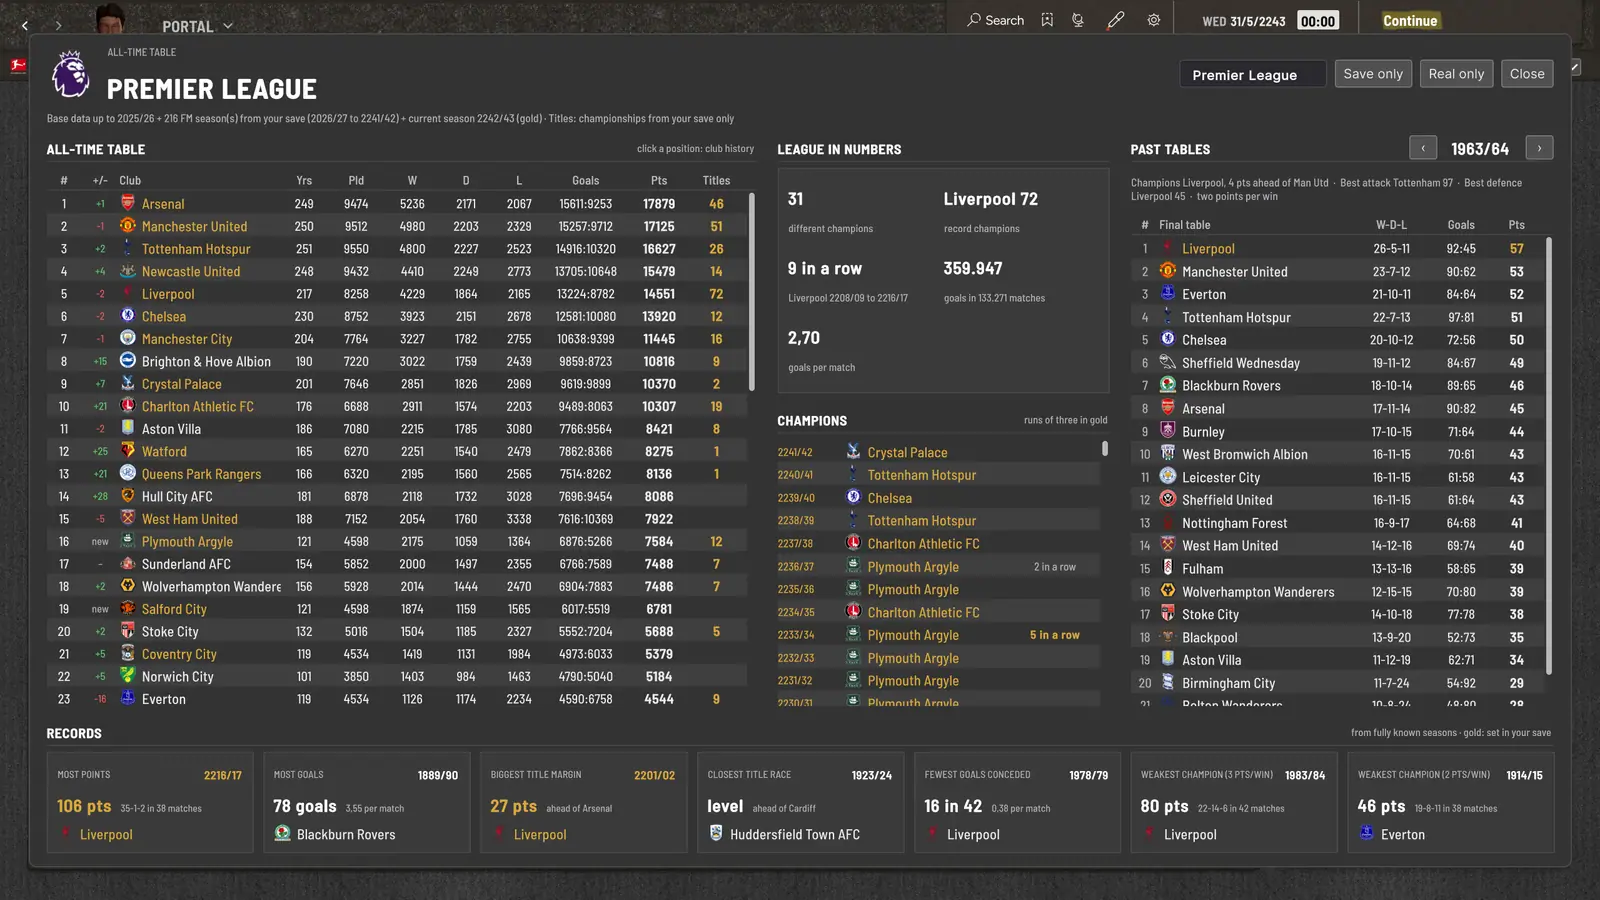 PORTAL
Search
WED 31/5/2243
00:00
Continue
ALL-TIME TABLE
PREMIER LEAGUE
Premier League
Save only
Real only
Close
Base data up to 2025/26 + 216 FM season(s) from your save (2026/27 to 2241/42) + current season 2242/43 (gold) · Titles: championships from your save only
ALL-TIME TABLE
click a position: club history
# +/- Club Yrs Pld W D L Goals Pts Titles
1 +1 Arsenal 249 9474 5236 2171 2067 15611:9253 17879 46
2 -1 Manchester United 250 9512 4980 2203 2329 15257:9712 17125 51
3 +2 Tottenham Hotspur 251 9550 4800 2227 2523 14916:10320 16627 26
4 +4 Newcastle United 248 9432 4410 2249 2773 13705:10648 15479 14
5 -2 Liverpool 217 8258 4229 1864 2165 13224:8782 14551 72
6 -2 Chelsea 230 8752 3923 2151 2678 12581:10080 13920 12
7 -1 Manchester City 204 7764 3227 1782 2755 10638:9399 11445 16
8 +15 Brighton & Hove Albion 190 7220 3022 1759 2439 9859:8723 10816 9
9 +7 Crystal Palace 201 7646 2851 1826 2969 9619:9899 10370 2
10 +21 Charlton Athletic FC 176 6688 2911 1574 2203 9489:8063 10307 19
11 -2 Aston Villa 186 7080 2215 1785 3080 7766:9564 8421 8
12 +25 Watford 165 6270 2251 1540 2479 7862:8366 8275 1
13 +21 Queens Park Rangers 166 6320 2195 1560 2565 7514:8262 8136 1
14 +28 Hull City AFC 181 6878 2118 1732 3028 7696:9454 8086
15 -5 West Ham United 188 7152 2054 1760 3338 7616:10369 7922
16 new Plymouth Argyle 121 4598 2175 1059 1364 6876:5266 7584 12
17 - Sunderland AFC 154 5852 2000 1497 2355 6766:7589 7488 7
18 +2 Wolverhampton Wandere 156 5928 2014 1444 2470 6904:7883 7486 7
19 new Salford City 121 4598 1874 1159 1565 6017:5519 6781
20 +2 Stoke City 132 5016 1504 1185 2327 5552:7204 5688 5
21 +5 Coventry City 119 4534 1419 1131 1984 4973:6033 5379
22 +5 Norwich City 101 3850 1403 984 1463 4790:5040 5184
23 -16 Everton 119 4534 1126 1174 2234 4590:6758 4544 9
LEAGUE IN NUMBERS
31
different champions
Liverpool 72
record champions
9 in a row
Liverpool 2208/09 to 2216/17
359.947
goals in 133.271 matches
2,70
goals per match
CHAMPIONS
runs of three in gold
2241/42 Crystal Palace
2240/41 Tottenham Hotspur
2239/40 Chelsea
2238/39 Tottenham Hotspur
2237/38 Charlton Athletic FC
2236/37 Plymouth Argyle 2 in a row
2235/36 Plymouth Argyle
2234/35 Charlton Athletic FC
2233/34 Plymouth Argyle 5 in a row
2232/33 Plymouth Argyle
2231/32 Plymouth Argyle
2230/31 Plymouth Argyle
PAST TABLES
1963/64
Champions Liverpool, 4 pts ahead of Man Utd · Best attack Tottenham 97 · Best defence
Liverpool 45 · two points per win
# Final table W-D-L Goals Pts
1 Liverpool 26-5-11 92:45 57
2 Manchester United 23-7-12 90:62 53
3 Everton 21-10-11 84:64 52
4 Tottenham Hotspur 22-7-13 97:81 51
5 Chelsea 20-10-12 72:56 50
6 Sheffield Wednesday 19-11-12 84:67 49
7 Blackburn Rovers 18-10-14 89:65 46
8 Arsenal 17-11-14 90:82 45
9 Burnley 17-10-15 71:64 44
10 West Bromwich Albion 16-11-15 70:61 43
11 Leicester City 16-11-15 61:58 43
12 Sheffield United 16-11-15 61:64 43
13 Nottingham Forest 16-9-17 64:68 41
14 West Ham United 14-12-16 69:74 40
15 Fulham 13-13-16 58:65 39
16 Wolverhampton Wanderers 12-15-15 70:80 39
17 Stoke City 14-10-18 77:78 38
18 Blackpool 13-9-20 52:73 35
19 Aston Villa 11-12-19 62:71 34
20 Birmingham City 11-7-24 54:92 29
21 Bolton Wanderers 10-8-24 48:80 28
RECORDS
from fully known seasons · gold: set in your save
MOST POINTS 2216/17
106 pts 35-1-2 in 38 matches
Liverpool
MOST GOALS 1889/90
78 goals 3,55 per match
Blackburn Rovers
BIGGEST TITLE MARGIN 2201/02
27 pts ahead of Arsenal
Liverpool
CLOSEST TITLE RACE 1923/24
level ahead of Cardiff
Huddersfield Town AFC
FEWEST GOALS CONCEDED 1978/79
16 in 42 0.38 per match
Liverpool
WEAKEST CHAMPION (3 PTS/WIN) 1983/84
80 pts 22-14-6 in 42 matches
Liverpool
WEAKEST CHAMPION (2 PTS/WIN) 1914/15
46 pts 19-8-11 in 38 matches
Everton